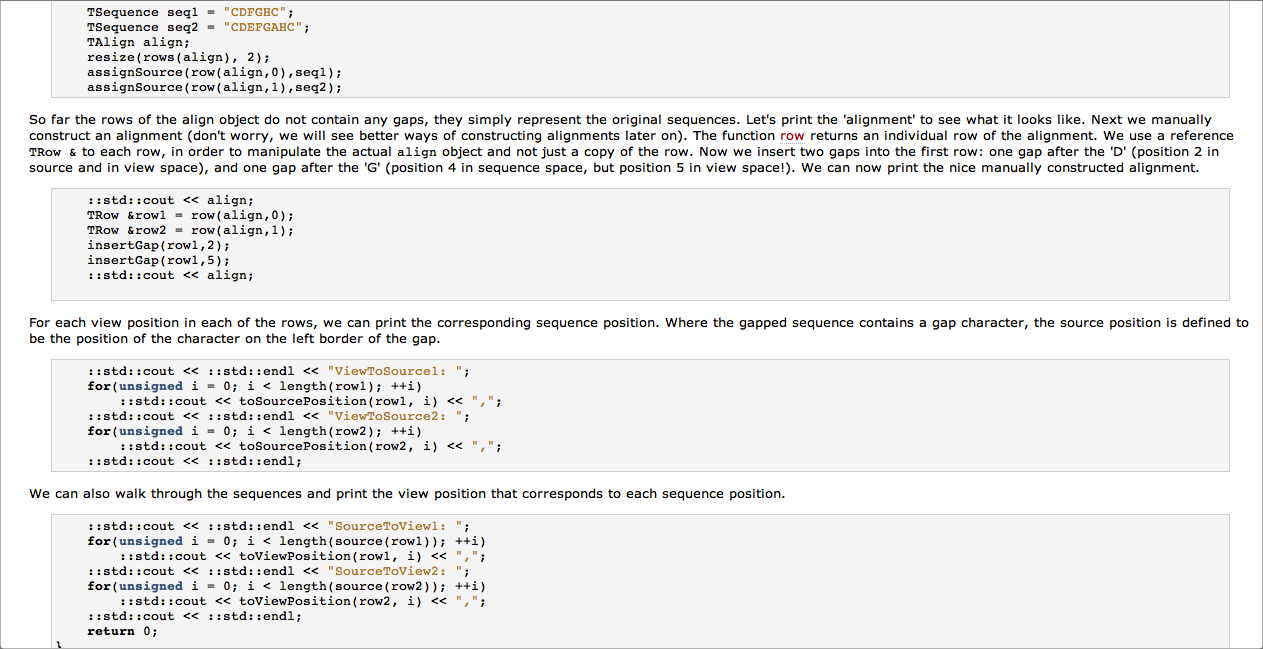 TSequence seq1 = "CDFGHC";
TSequence seq2 = "CDEFGAHC";
TAlign align;
resize(rows(align), 2);
assignSource(row(align,0),seq1);
assignSource(row(align,1),seq2);
So far the rows of the align object do not contain any gaps, they simply represent the original sequences. Let's print the 'alignment' to see what it looks like. Next we manually
construct an alignment (don't worry, we will see better ways of constructing alignments later on). The function row returns an individual row of the alignment. We use a reference
TRow & to each row, in order to manipulate the actual align object and not just a copy of the row. Now we insert two gaps into the first row: one gap after the 'D' (position 2 in
source and in view space), and one gap after the 'G' (position 4 in sequence space, but position 5 in view space!). We can now print the nice manually constructed alignment.
::std::cout << align;
TRow &row1 = row(align,0);
TRow &row2 = row(align,1);
insertGap(row1,2);
insertGap(row1,5);
::std::cout << align;
For each view position in each of the rows, we can print the corresponding sequence position. Where the gapped sequence contains a gap character, the source position is defined to
be the position of the character on the left border of the gap.
::std::cout << ::std::endl << "ViewToSource1: ";
for(unsigned i = 0; i < length(row1); ++i)
::std::cout << toSourcePosition(row1, i) << ",";
::std::cout << ::std::endl << "ViewToSource2: ";
for(unsigned i = 0; i < length(row2); ++i)
::std::cout << toSourcePosition(row2, i) << ",";
::std::cout << ::std::endl;
We can also walk through the sequences and print the view position that corresponds to each sequence position.
::std::cout << ::std::endl << "SourceToView1: ";
for(unsigned i = 0; i < length(source(row1)); ++i)
::std::cout << toViewPosition(row1, i) << ",";
::std::cout << ::std::endl << "SourceToView2: ";
for(unsigned i = 0; i < length(source(row2)); ++i)
::std::cout << toViewPosition(row2, i) << ",";
::std::cout << ::std::endl;
return 0;
}